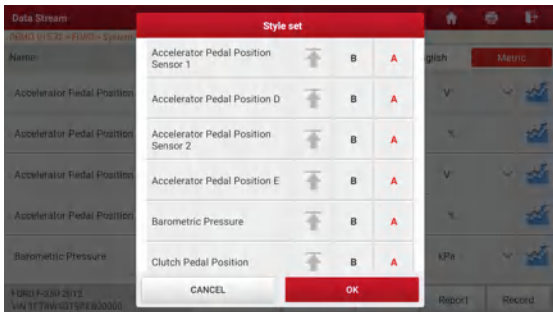 Data Stream
Style set
Name
English
Metric
Accelerator Pedal Position
Sensor 1
B
A
Accelerator Pedal Position
V
Accelerator Pedal Position D
B
A
Accelerator Pedal Position
%
Accelerator Pedal Position
Sensor 2
B
A
Accelerator Pedal Position
V
Accelerator Pedal Position E
B
A
Accelerator Pedal Position
%
Barometric Pressure
B
A
Barometric Pressure
kPa
Clutch Pedal Position
B
A
CANCEL
OK
Report
Record